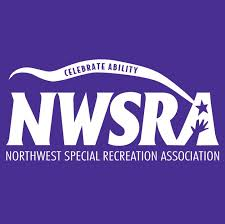 CELEBRATE ABILITY
NWSRA
NORTHWEST SPECIAL RECREATION ASSOCIATION